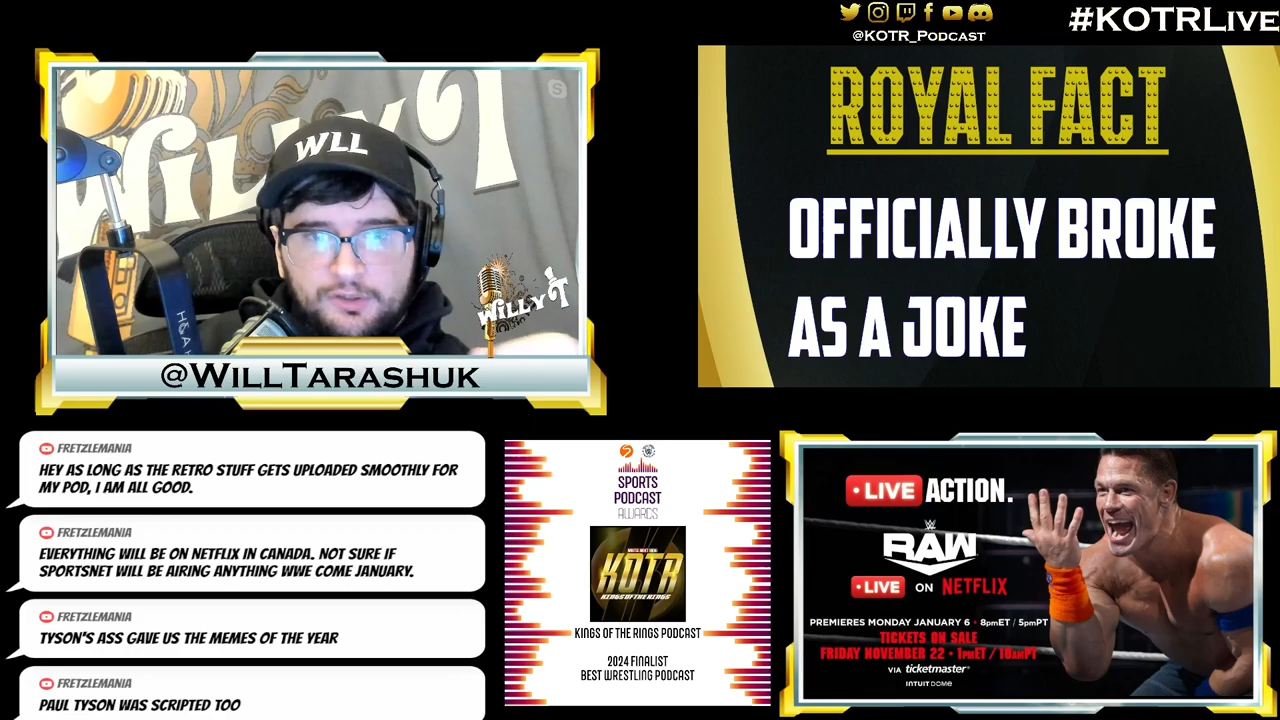 @KOTR_Podcast
#KOTRLive
WILLY T
WLL
WILLY T
@WillTarashuk
ROYAL FACT
OFFICIALLY BROKE
AS A JOKE
FRETZLEMANIA
HEY AS LONG AS THE RETRO STUFF GETS UPLOADED SMOOTHLY FOR
MY POD, I AM ALL GOOD.
FRETZLEMANIA
EVERYTHING WILL BE ON NETFLIX IN CANADA. NOT SURE IF
SPORTSNET WILL BE AIRING ANYTHING WWE COME JANUARY.
FRETZLEMANIA
TYSON'S ASS GAVE US THE MEMES OF THE YEAR
FRETZLEMANIA
PAUL TYSON WAS SCRIPTED TOO
SPORTS
PODCAST
AWARDS
KOTR
KINGS OF THE RINGS
KINGS OF THE RINGS PODCAST
2024 FINALIST
BEST WRESTLING PODCAST
LIVE ACTION.
RAW
LIVE ON NETFLIX
PREMIERES MONDAY JANUARY 6 • 8pmET / 5pmPT
TICKETS ON SALE
FRIDAY NOVEMBER 22 • 1pmET / 10amPT
VIA ticketmaster
INTUIT DOME